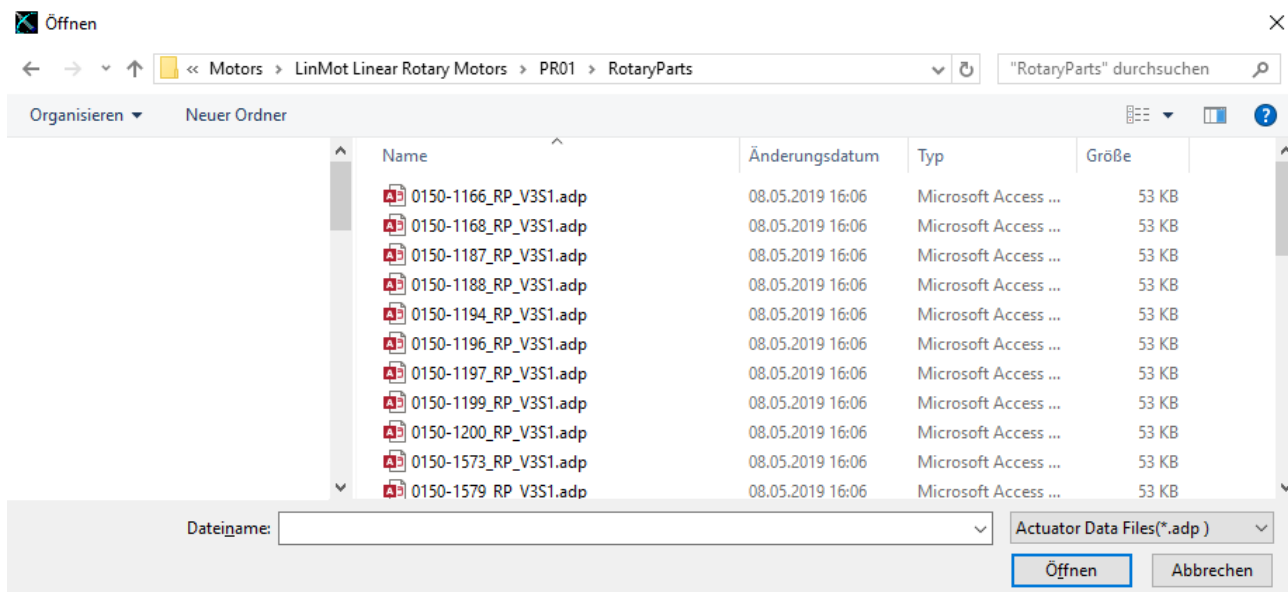 Öffnen
« Motors > LinMot Linear Rotary Motors > PR01 > RotaryParts "RotaryParts" durchsuchen
Organisieren Neuer Ordner
Name Änderungsdatum Typ Größe
0150-1166_RP_V3S1.adp 08.05.2019 16:06 Microsoft Access ... 53 KB
0150-1168_RP_V3S1.adp 08.05.2019 16:06 Microsoft Access ... 53 KB
0150-1187_RP_V3S1.adp 08.05.2019 16:06 Microsoft Access ... 53 KB
0150-1188_RP_V3S1.adp 08.05.2019 16:06 Microsoft Access ... 53 KB
0150-1194_RP_V3S1.adp 08.05.2019 16:06 Microsoft Access ... 53 KB
0150-1196_RP_V3S1.adp 08.05.2019 16:06 Microsoft Access ... 53 KB
0150-1197_RP_V3S1.adp 08.05.2019 16:06 Microsoft Access ... 53 KB
0150-1199_RP_V3S1.adp 08.05.2019 16:06 Microsoft Access ... 53 KB
0150-1200_RP_V3S1.adp 08.05.2019 16:06 Microsoft Access ... 53 KB
0150-1573_RP_V3S1.adp 08.05.2019 16:06 Microsoft Access ... 53 KB
0150-1579_RP_V3S1.adp 08.05.2019 16:06 Microsoft Access ... 53 KB
Dateiname: Actuator Data Files(*.adp )
Öffnen Abbrechen